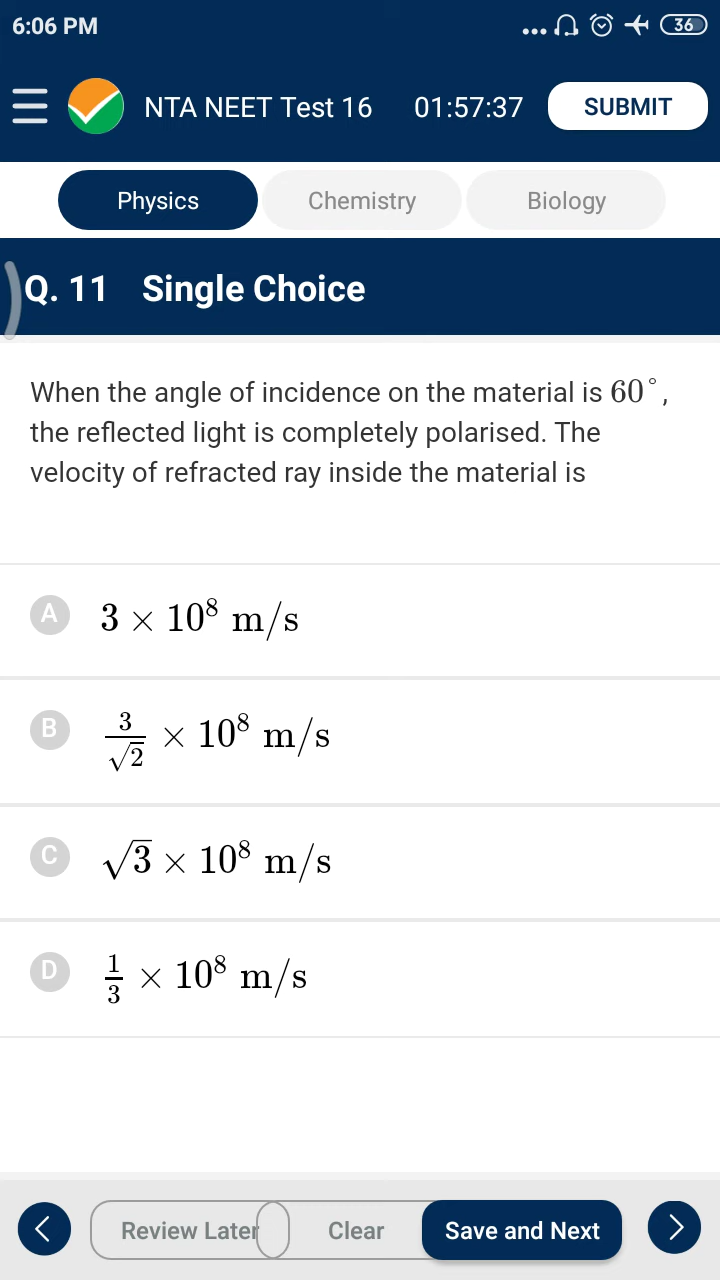 6:06 PM
36
NTA NEET Test 16 01:57:37 SUBMIT
Physics Chemistry Biology
Q. 11 Single Choice
When the angle of incidence on the material is 60°,
the reflected light is completely polarised. The
velocity of refracted ray inside the material is
A 3 × 10⁸ m/s
B 3/√2 × 10⁸ m/s
C √3 × 10⁸ m/s
D 1/3 × 10⁸ m/s
Review Later Clear Save and Next